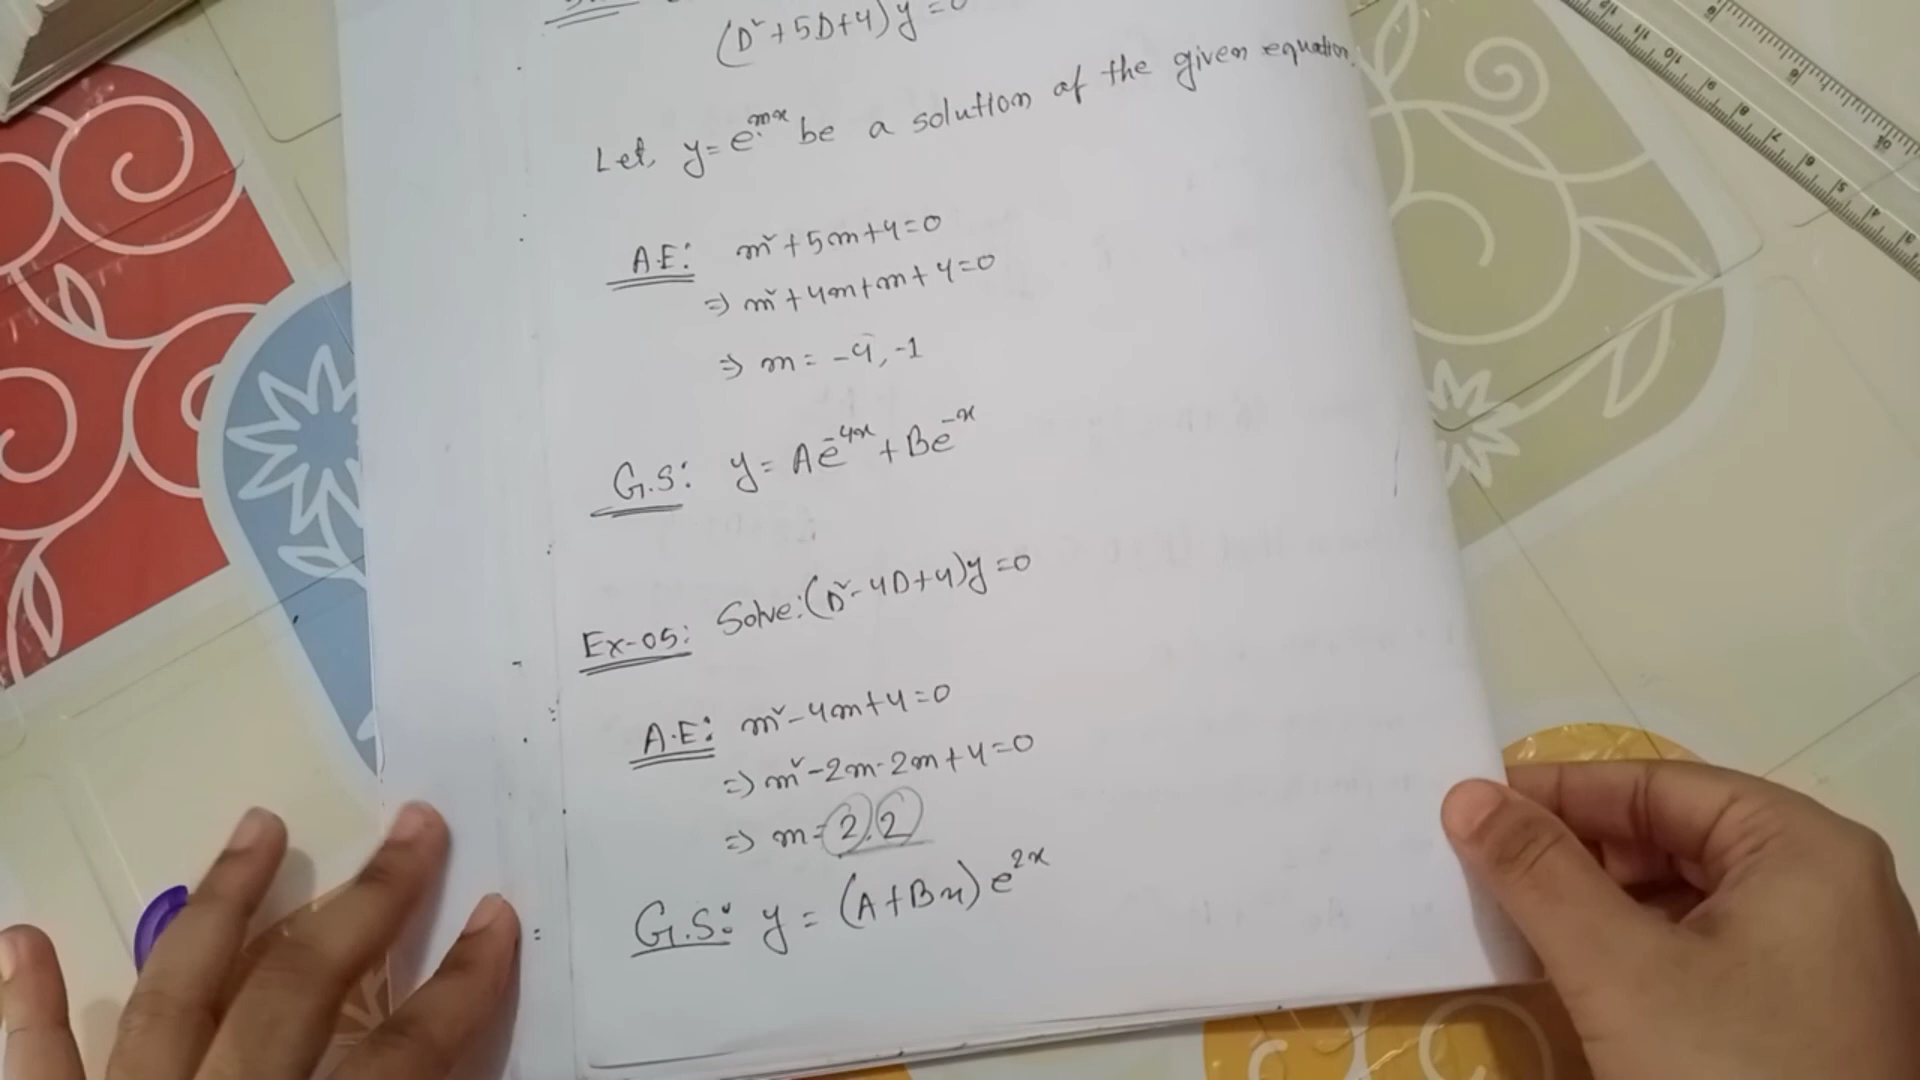 (D²+5D+4)y=0
Let, y=e^{mx} be a solution of the given equation.
A.E: m²+5m+4=0
⇒ m²+4m+m+4=0
⇒ m = -4, -1
G.S: y = Ae^{-4x} + Be^{-x}
Ex-05: Solve: (D²-4D+4)y=0
A.E: m²-4m+4=0
⇒ m²-2m-2m+4=0
⇒ m=2,2
G.S: y = (A+Bx)e^{2x}